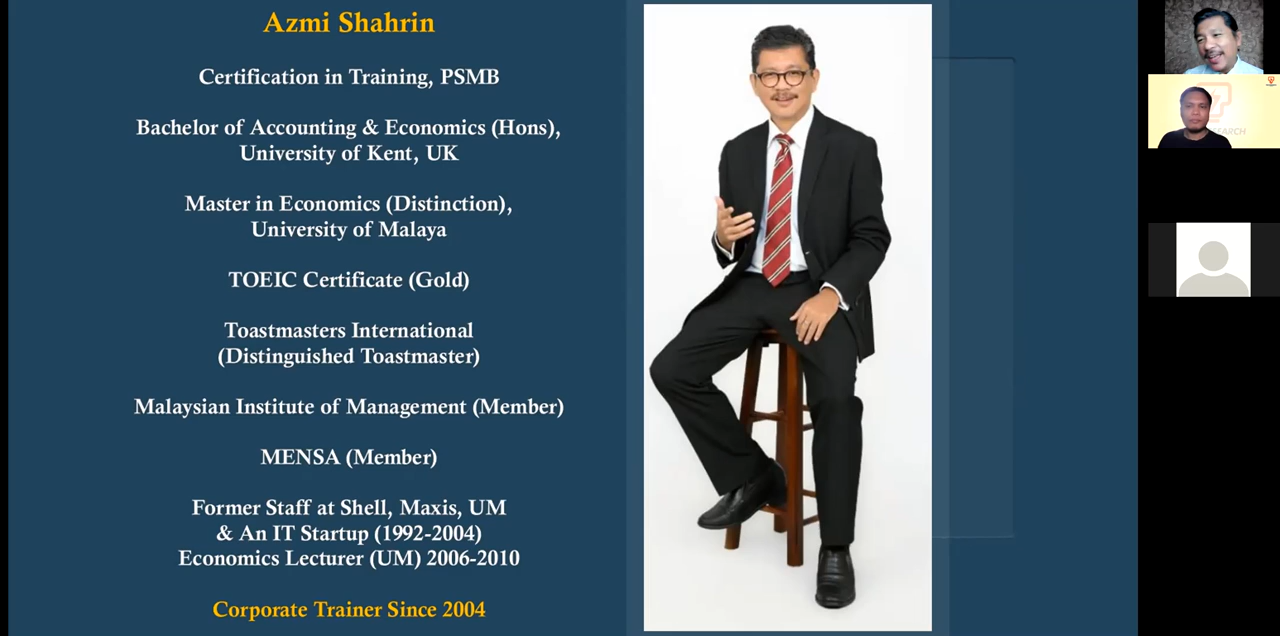 Azmi Shahrin
Certification in Training, PSMB
Bachelor of Accounting & Economics (Hons),
University of Kent, UK
Master in Economics (Distinction),
University of Malaya
TOEIC Certificate (Gold)
Toastmasters International
(Distinguished Toastmaster)
Malaysian Institute of Management (Member)
MENSA (Member)
Former Staff at Shell, Maxis, UM
& An IT Startup (1992-2004)
Economics Lecturer (UM) 2006-2010
Corporate Trainer Since 2004